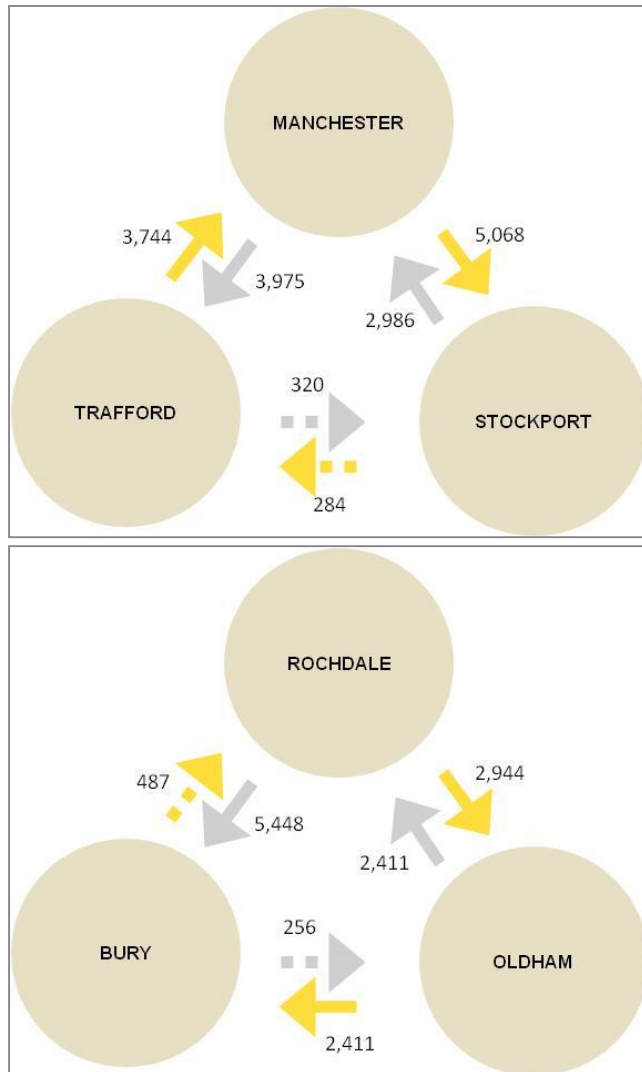 MANCHESTER
3,744
5,068
3,975
2,986
320
TRAFFORD
STOCKPORT
284
ROCHDALE
487
2,944
5,448
2,411
256
BURY
OLDHAM
2,411